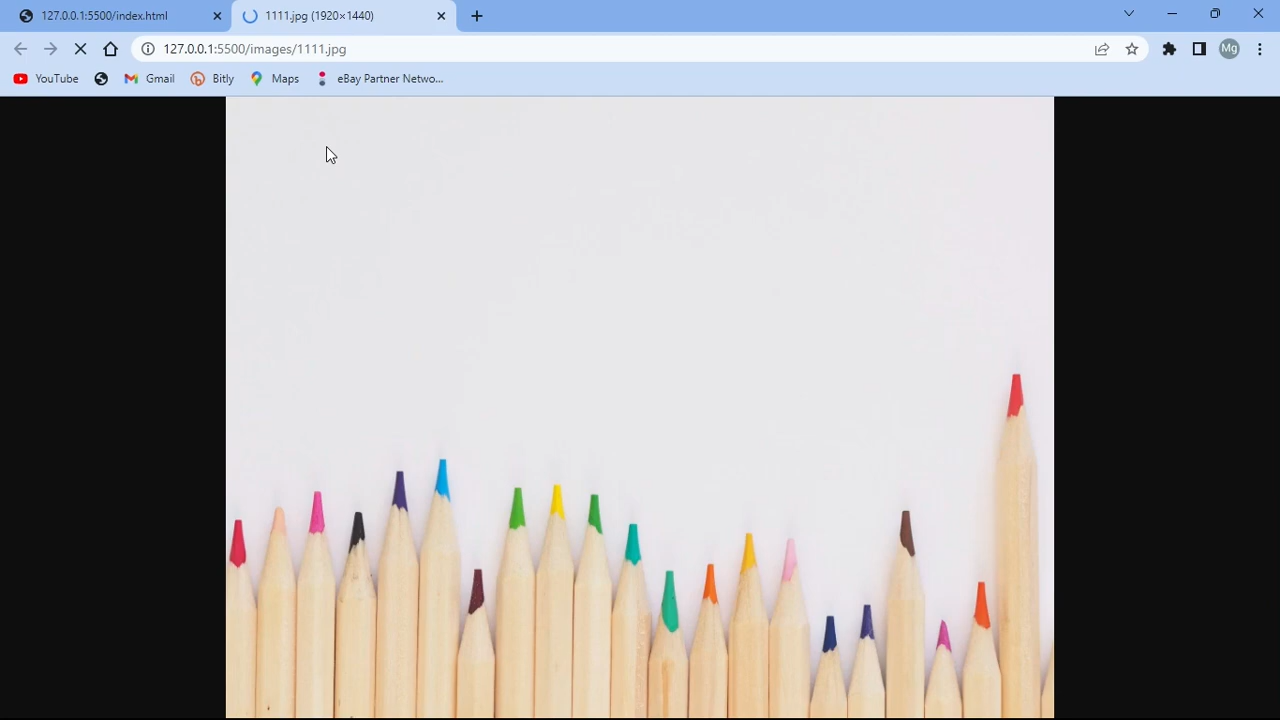 127.0.0.1:5500/index.html
1111.jpg (1920×1440)
127.0.0.1:5500/images/1111.jpg
Mg
YouTube
Gmail
Bitly
Maps
eBay Partner Netwo...